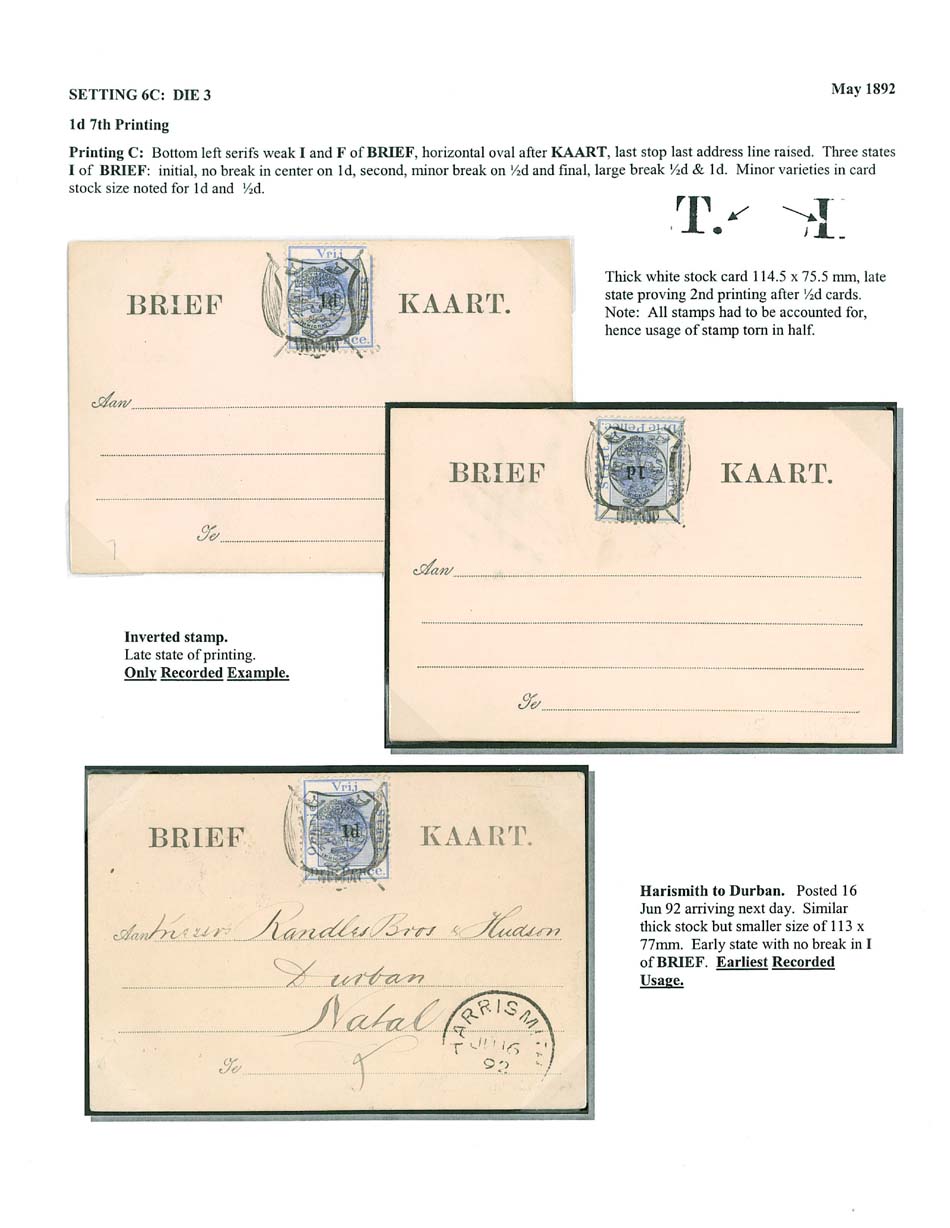 SETTING 6C: DIE 3
May 1892
1d 7th Printing
Printing C: Bottom left serifs weak I and F of BRIEF, horizontal oval after KAART, last stop last address line raised. Three states
I of BRIEF: initial, no break in center on 1d, second, minor break on ½d and final, large break ½d & 1d. Minor varieties in card
stock size noted for 1d and ½d.
T. I
Thick white stock card 114.5 x 75.5 mm, late
state proving 2nd printing after ½d cards.
Note: All stamps had to be accounted for,
hence usage of stamp torn in half.
Vrij
1d
BRIEF KAART.
Aan
Te
Drie Pence.
1d
BRIEF KAART.
Aan
Te
Inverted stamp.
Late state of printing.
Only Recorded Example.
Vrij
1d
Pence.
BRIEF KAART.
Aan Randles Bros & Hudson
Durban
Natal
HARRISMITH
92
Te
Harismith to Durban. Posted 16
Jun 92 arriving next day. Similar
thick stock but smaller size of 113 x
77mm. Early state with no break in I
of BRIEF. Earliest Recorded
Usage.